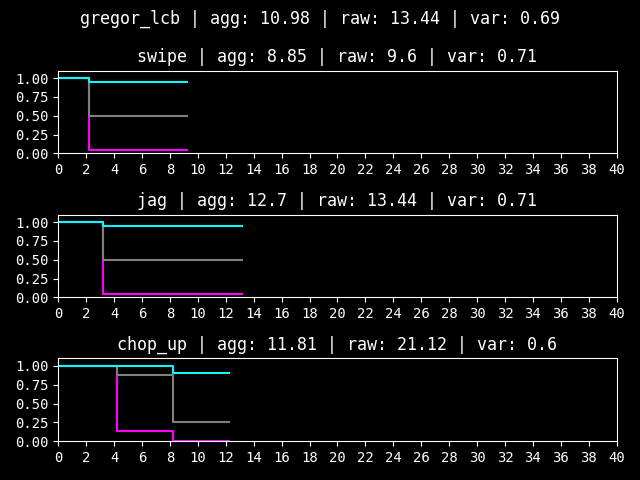 gregor_lcb | agg: 10.98 | raw: 13.44 | var: 0.69
swipe | agg: 8.85 | raw: 9.6 | var: 0.71
1.00
0.75
0.50
0.25
0.00
0 2 4 6 8 10 12 14 16 18 20 22 24 26 28 30 32 34 36 38 40
jag | agg: 12.7 | raw: 13.44 | var: 0.71
1.00
0.75
0.50
0.25
0.00
0 2 4 6 8 10 12 14 16 18 20 22 24 26 28 30 32 34 36 38 40
chop_up | agg: 11.81 | raw: 21.12 | var: 0.6
1.00
0.75
0.50
0.25
0.00
0 2 4 6 8 10 12 14 16 18 20 22 24 26 28 30 32 34 36 38 40